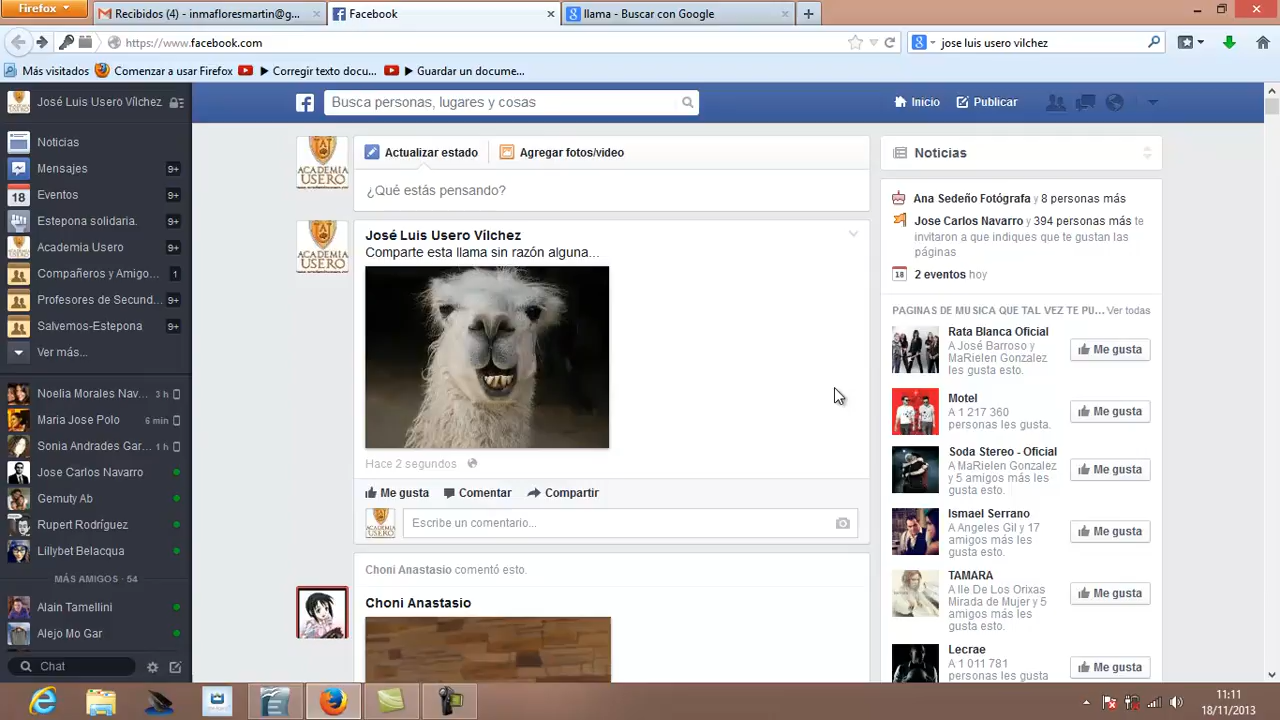 Firefox
Recibidos (4) - inmafloresmartin@g...
Facebook
llama - Buscar con Google
https://www.facebook.com
jose luis usero vilchez
Más visitados
Comenzar a usar Firefox
Corregir texto docu...
Guardar un docume...
José Luis Usero Vílchez
Busca personas, lugares y cosas
Inicio
Publicar
Noticias
Mensajes 9+
18 Eventos 9+
Estepona solidaria. 9+
Academia Usero 9+
Compañeros y Amigo... 1
Profesores de Secund... 9+
Salvemos-Estepona 9+
Ver más...
Noelia Morales Nav... 3 h
Maria Jose Polo 6 min
Sonia Andrades Gar... 1 h
Jose Carlos Navarro
Gemuty Ab
Rupert Rodríguez
Lillybet Belacqua
MÁS AMIGOS · 54
Alain Tamellini
Alejo Mo Gar
Chat
ACADEMIA
USERO
Actualizar estado
Agregar fotos/video
¿Qué estás pensando?
ACADEMIA
USERO
José Luis Usero Vílchez
Comparte esta llama sin razón alguna...
Hace 2 segundos
Me gusta
Comentar
Compartir
Escribe un comentario...
Choni Anastasio comentó esto.
Choni Anastasio
Noticias
Ana Sedeño Fotógrafa y 8 personas más
Jose Carlos Navarro y 394 personas más te
invitaron a que indiques que te gustan las
páginas
18 2 eventos hoy
PAGINAS DE MUSICA QUE TAL VEZ TE PU... Ver todas
Rata Blanca Oficial
A José Barroso y
MaRielen Gonzalez
les gusta esto.
Me gusta
Motel
A 1 217 360
personas les gusta.
Me gusta
Soda Stereo - Oficial
A MaRielen Gonzalez
y 5 amigos más les
gusta esto.
Me gusta
Ismael Serrano
A Angeles Gil y 17
amigos más les
gusta esto.
Me gusta
TAMARA
A Ile De Los Orixas
Mirada de Mujer y 5
amigos más les
gusta esto.
Me gusta
Lecrae
A 1 011 781
personas les gusta.
Me gusta
11:11
18/11/2013